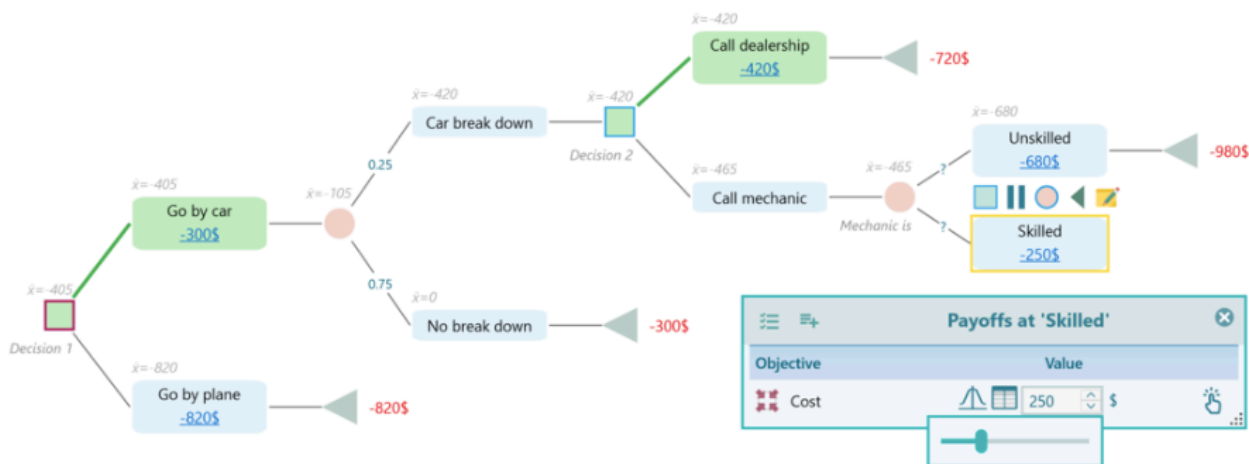 x̄=-420
Call dealership
-420$
-720$
x̄=-420
Car break down
x̄=-420
Decision 2
x̄=-680
Unskilled
-680$
-980$
0.25
x̄=-465
Call mechanic
x̄=-465
Mechanic is
?
?
Skilled
-250$
x̄=-405
Go by car
-300$
x̄=-105
0.75
x̄=0
No break down
-300$
x̄=-405
Decision 1
x̄=-820
Go by plane
-820$
-820$
Payoffs at 'Skilled'
Objective Value
Cost 250 $